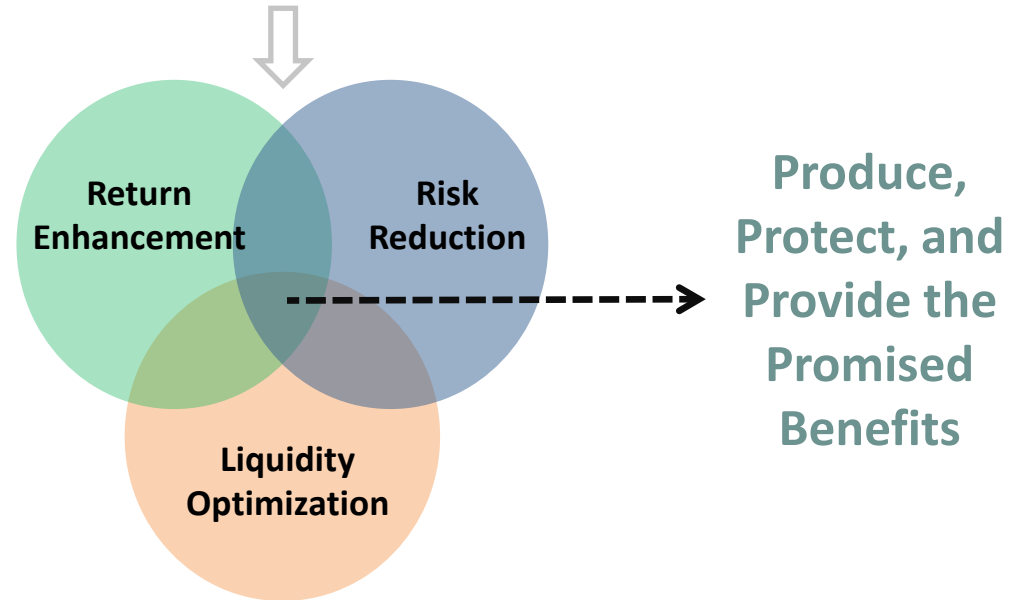 Return
Enhancement
Risk
Reduction
Liquidity
Optimization
Produce,
Protect, and
Provide the
Promised
Benefits